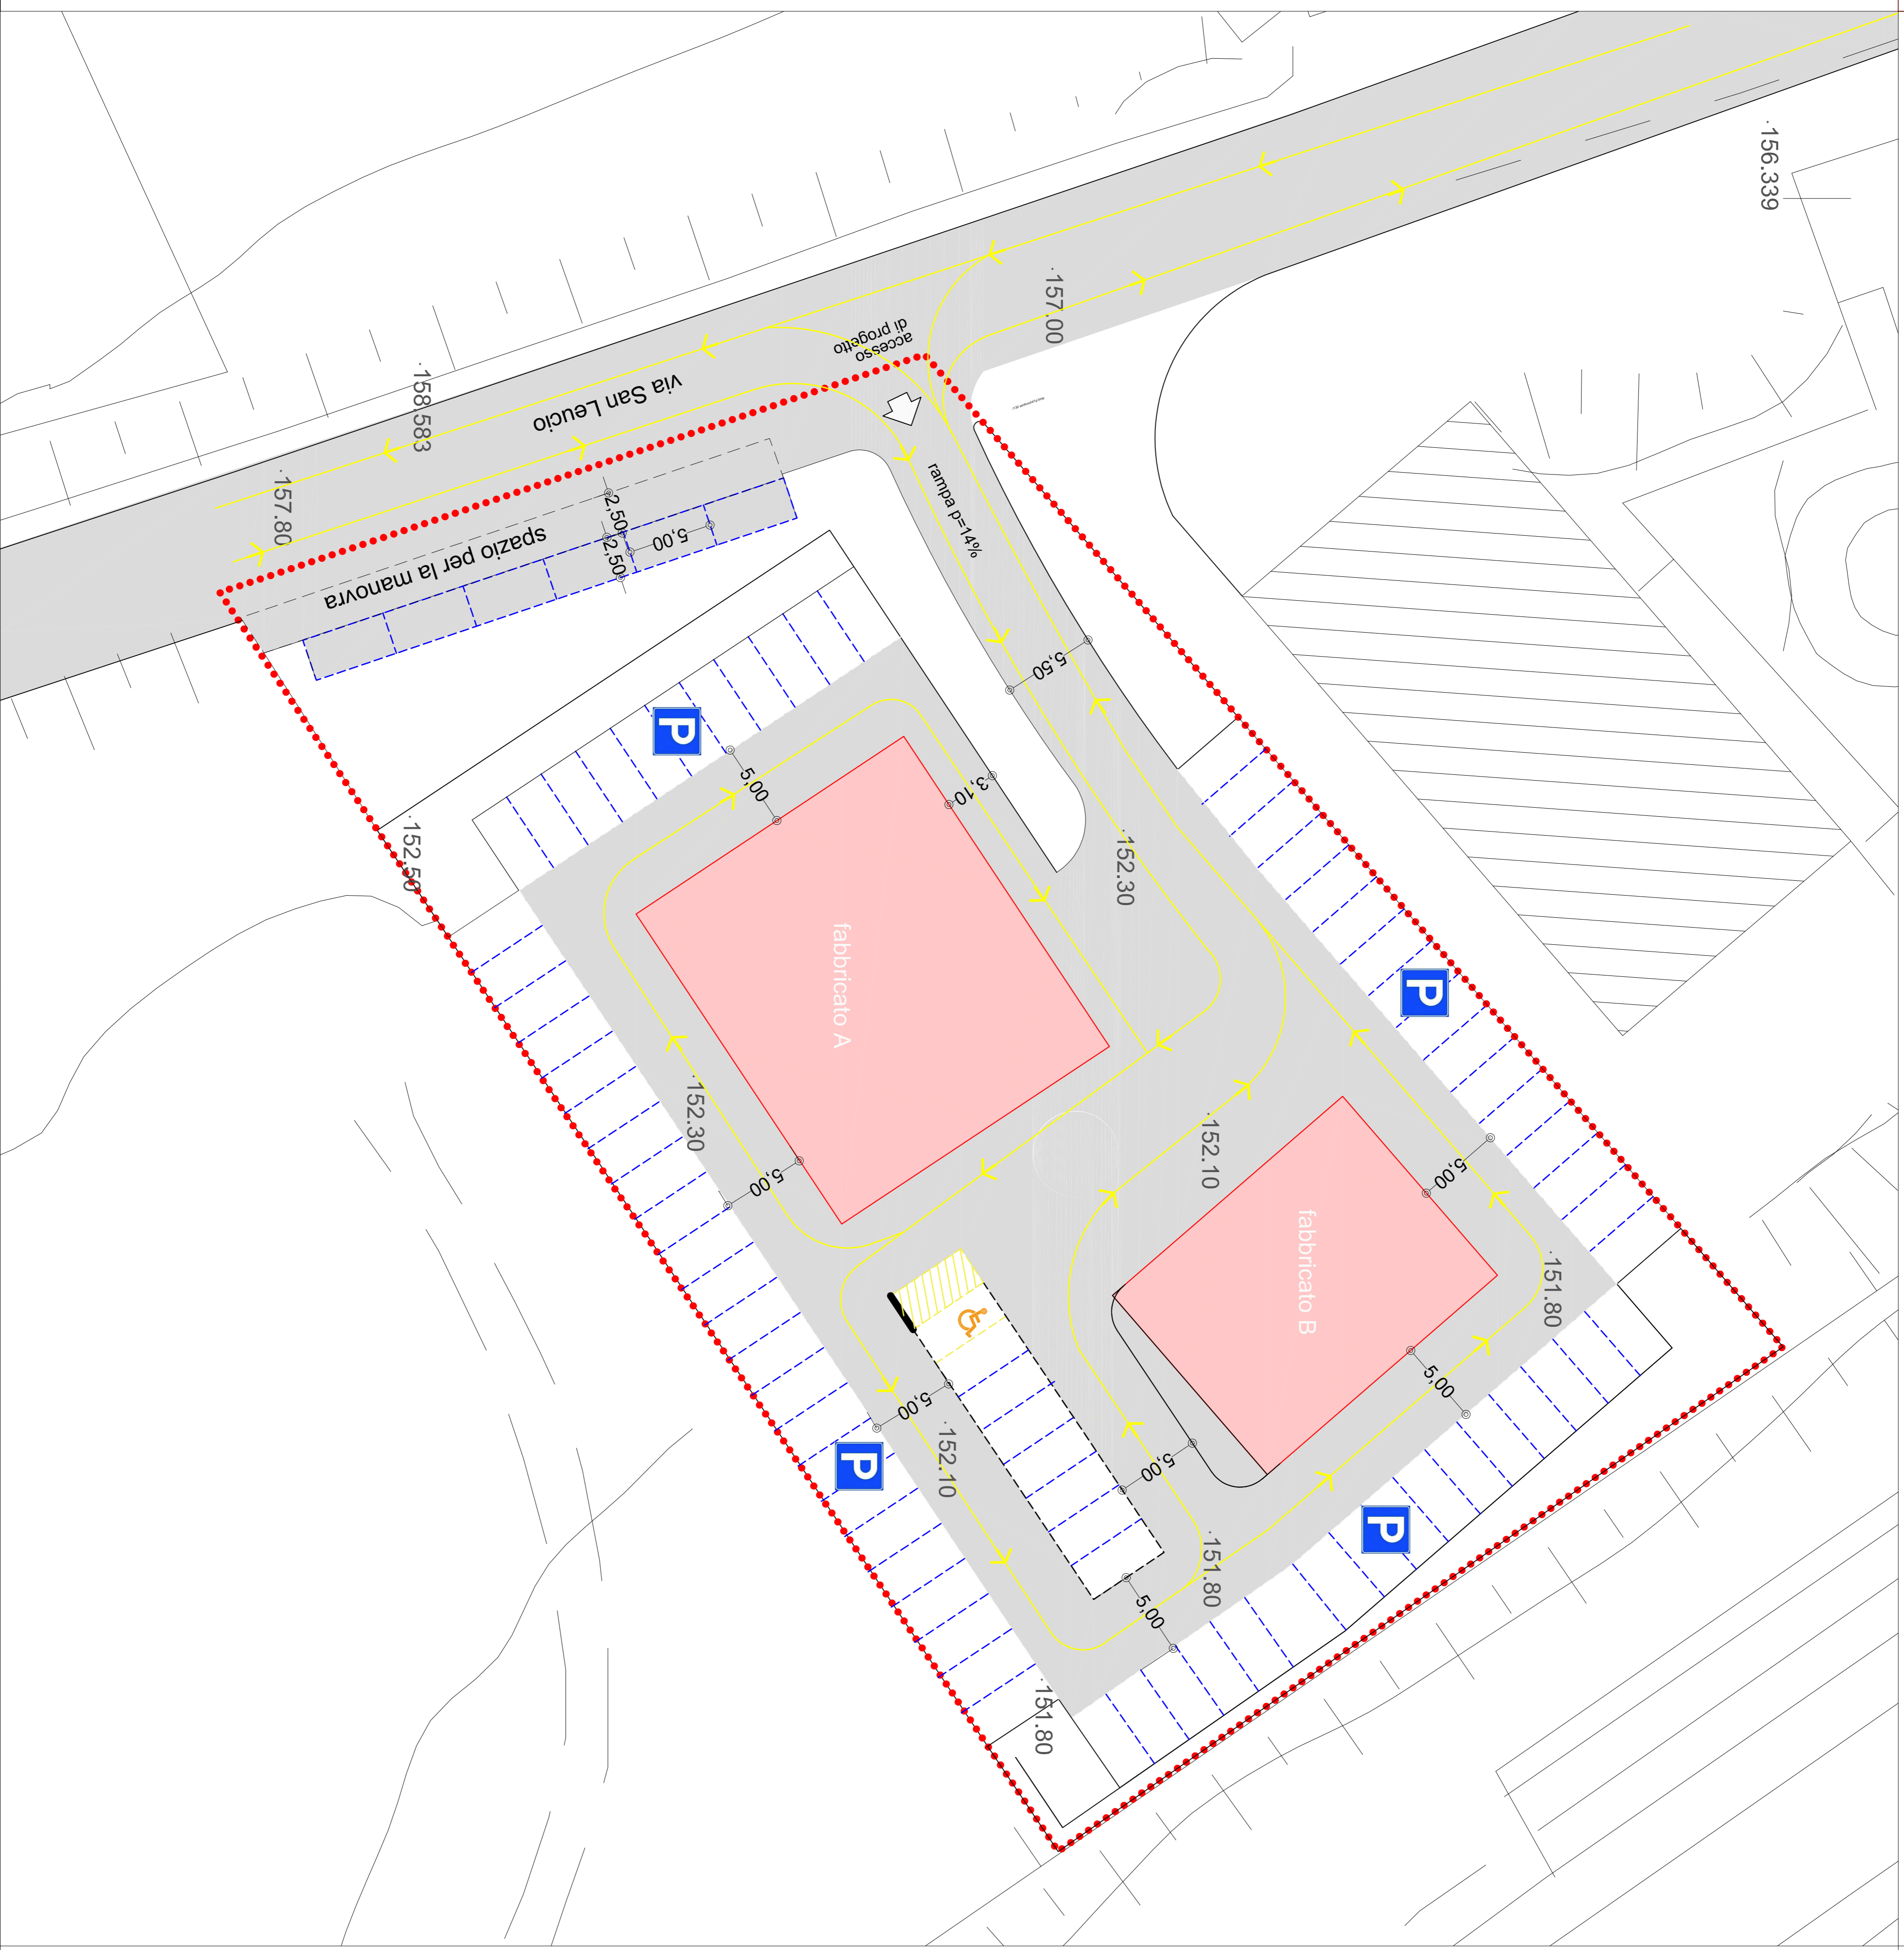 156.339
157.00
accesso
di progetto
via San Leucio
158.583
157.80
spazio per la manovra
2,50
2,50
5,00
rampa p=14%
5,50
P
5,00
3,10
152.50
152.30
fabbricato A
P
152.30
5,00
152.10
5,00
fabbricato B
151.80
5,00
5,00
152.10
P
5,00
P
151.80
5,00
151.80